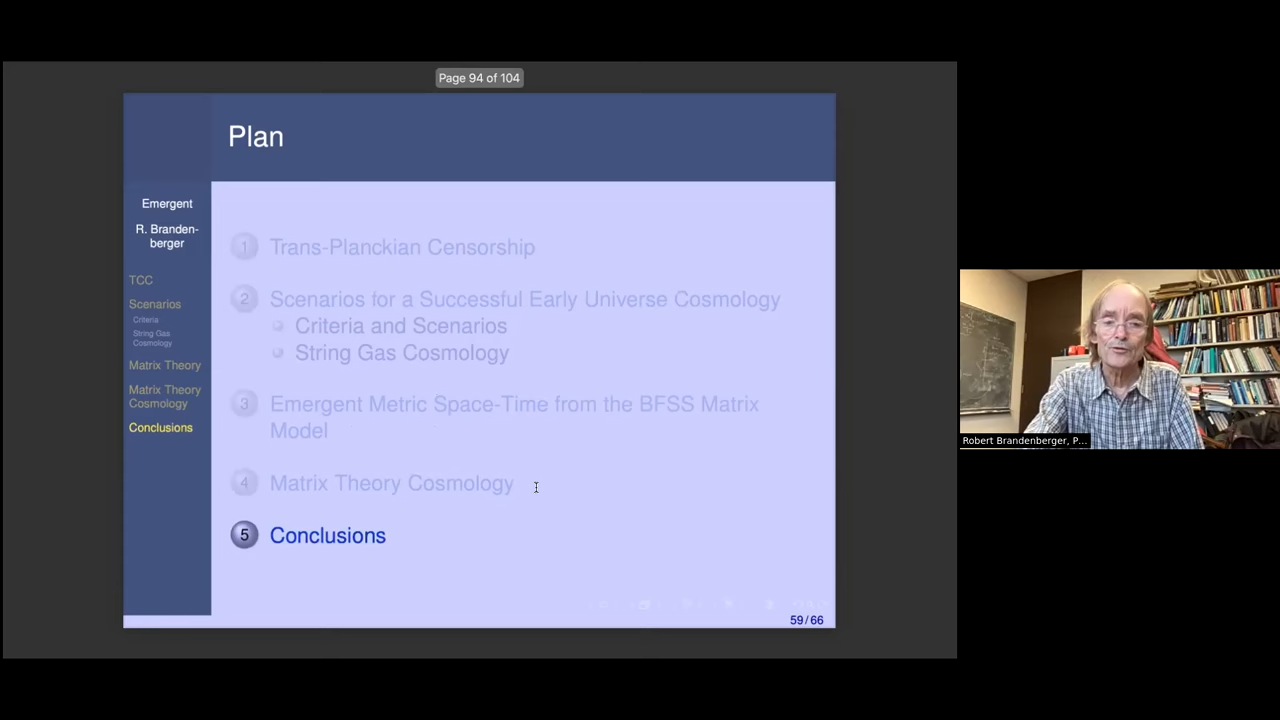 Page 94 of 104
Plan
Emergent
R. Branden-
berger
TCC
Scenarios
Criteria
String Gas
Cosmology
Matrix Theory
Matrix Theory
Cosmology
Conclusions
1 Trans-Planckian Censorship
2 Scenarios for a Successful Early Universe Cosmology
Criteria and Scenarios
String Gas Cosmology
3 Emergent Metric Space-Time from the BFSS Matrix
Model
4 Matrix Theory Cosmology
5 Conclusions
59/66
Robert Brandenberger, P...